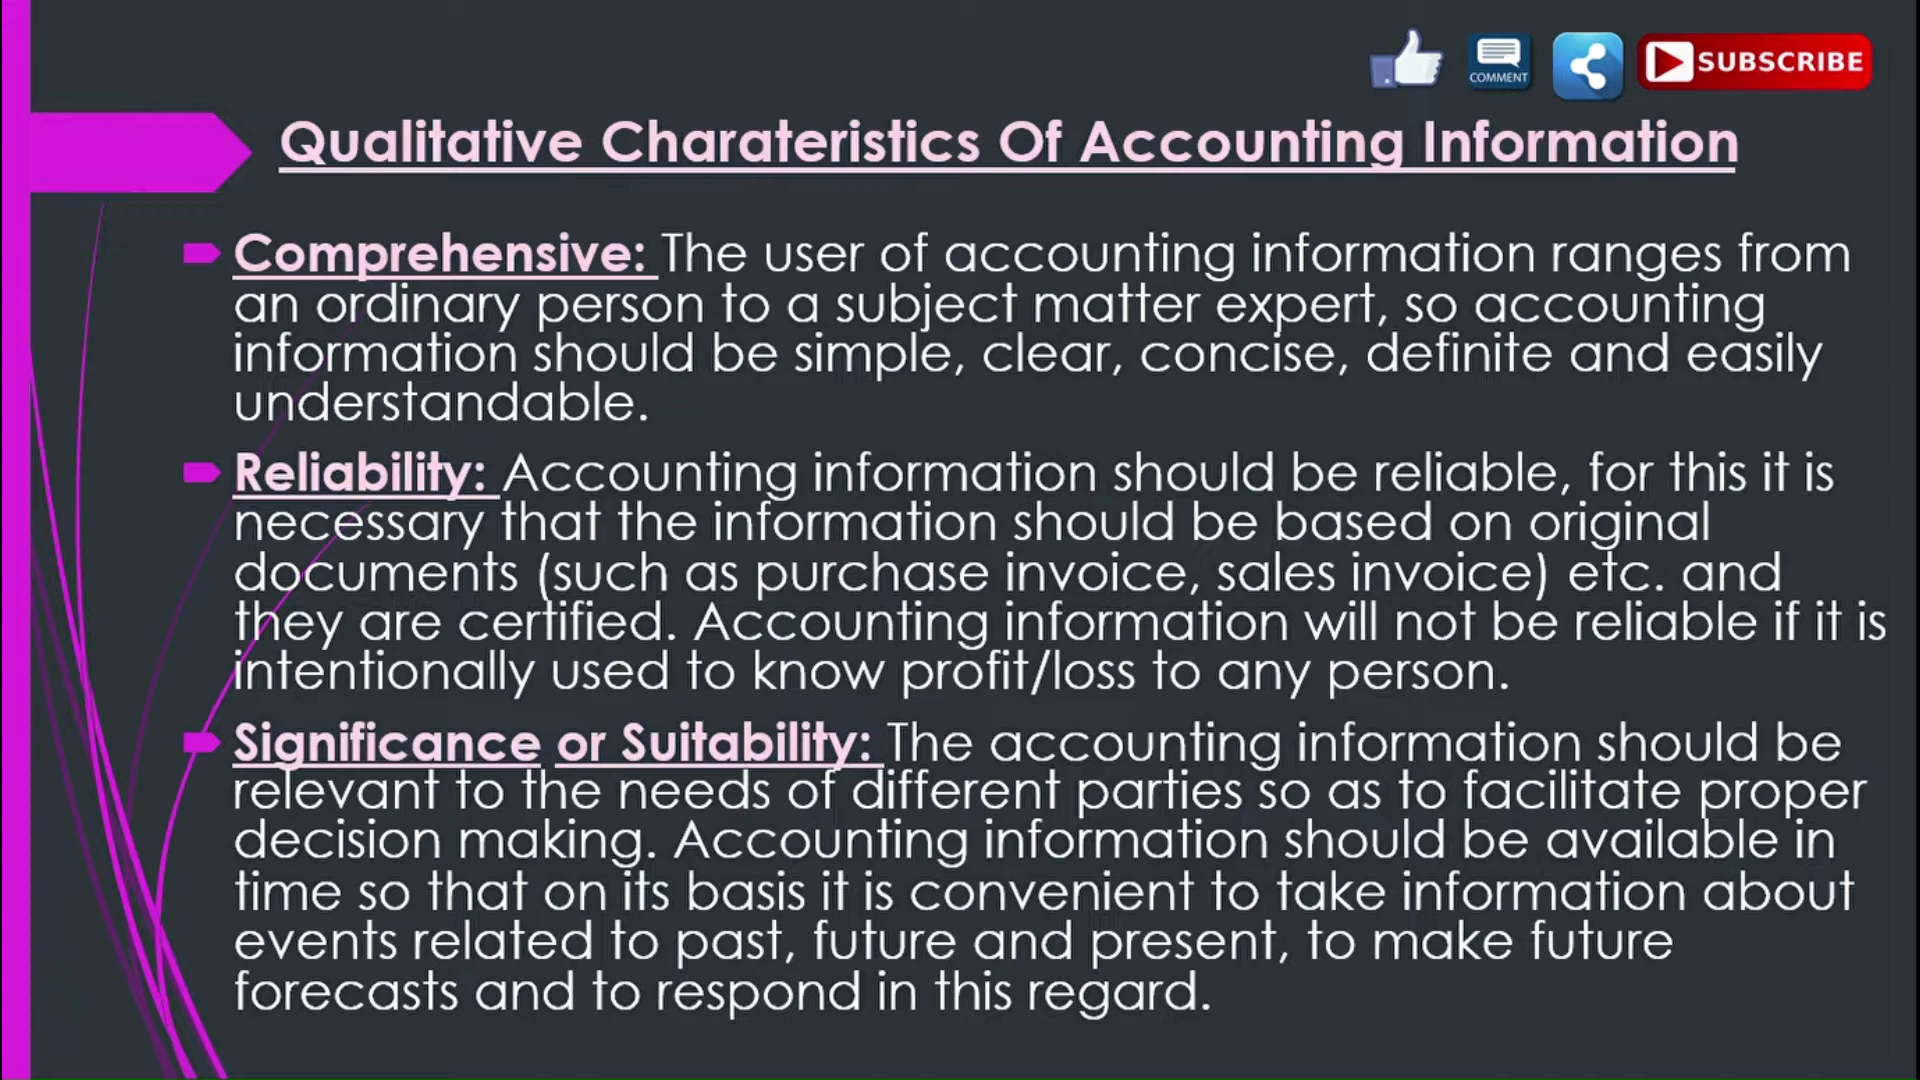 COMMENT
SUBSCRIBE
Qualitative Charateristics Of Accounting Information
Comprehensive: The user of accounting information ranges from
an ordinary person to a subject matter expert, so accounting
information should be simple, clear, concise, definite and easily
understandable.
Reliability: Accounting information should be reliable, for this it is
necessary that the information should be based on original
documents (such as purchase invoice, sales invoice) etc. and
they are certified. Accounting information will not be reliable if it is
intentionally used to know profit/loss to any person.
Significance or Suitability: The accounting information should be
relevant to the needs of different parties so as to facilitate proper
decision making. Accounting information should be available in
time so that on its basis it is convenient to take information about
events related to past, future and present, to make future
forecasts and to respond in this regard.